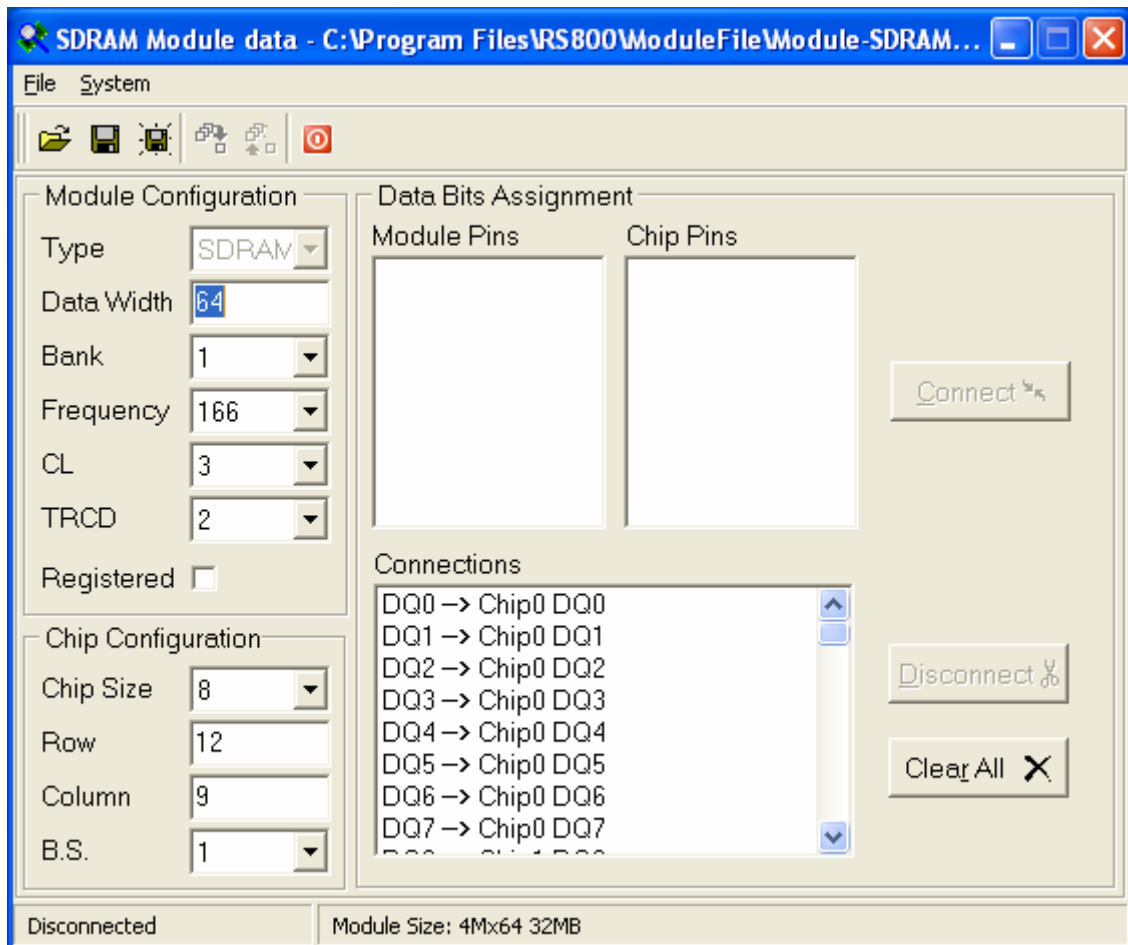 SDRAM Module data - C:\Program Files\RS800\ModuleFile\Module-SDRAM...
File System
Module Configuration
Type SDRAM
Data Width 64
Bank 1
Frequency 166
CL 3
TRCD 2
Registered
Chip Configuration
Chip Size 8
Row 12
Column 9
B.S. 1
Data Bits Assignment
Module Pins Chip Pins
Connect
Connections
DQ0 -> Chip0 DQ0
DQ1 -> Chip0 DQ1
DQ2 -> Chip0 DQ2
DQ3 -> Chip0 DQ3
DQ4 -> Chip0 DQ4
DQ5 -> Chip0 DQ5
DQ6 -> Chip0 DQ6
DQ7 -> Chip0 DQ7
Disconnect
Clear All
Disconnected
Module Size: 4Mx64 32MB